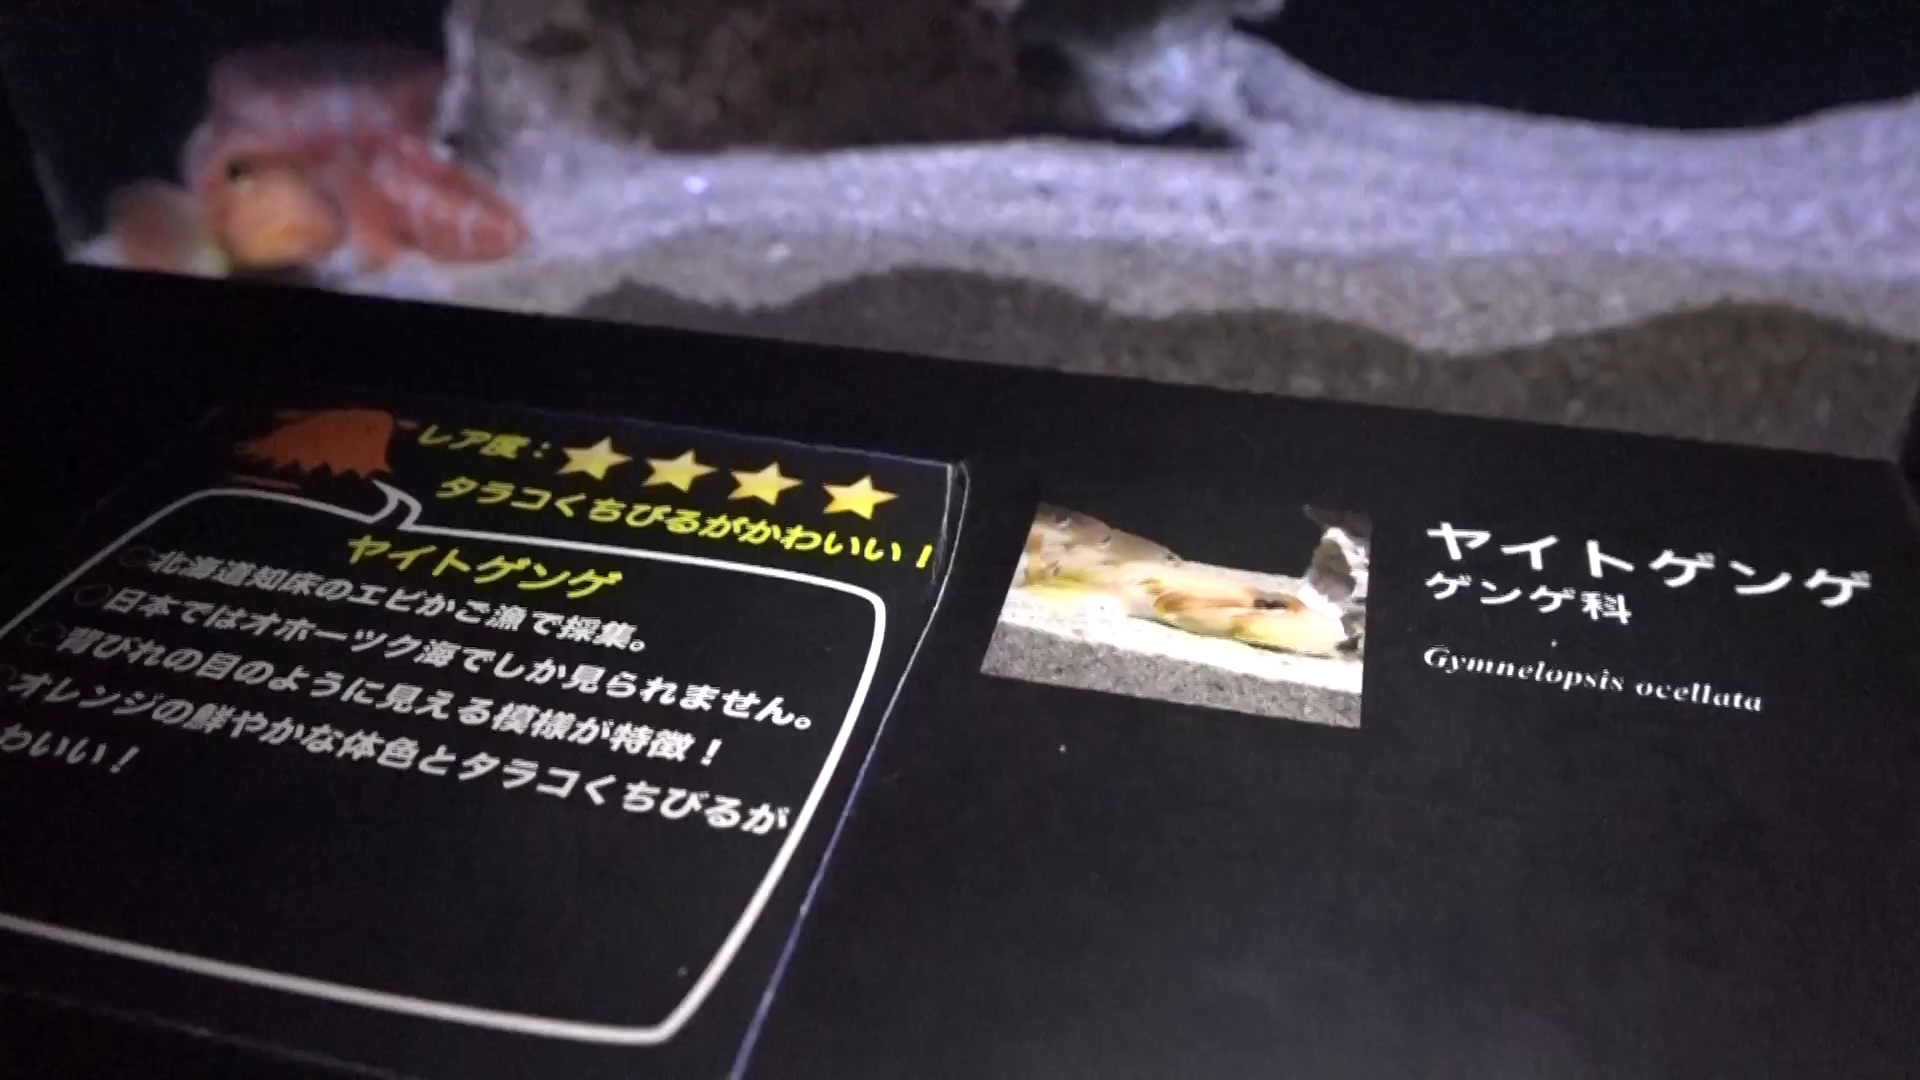 レア度：★★★★
タラコくちびるがかわいい！
ヤイトゲンゲ
○北海道知床のエビかご漁で採集。
○日本ではオホーツク海でしか見られません。
○背びれの目のように見える模様が特徴！
○オレンジの鮮やかな体色とタラコくちびるが
わいい！
ヤイトゲンゲ
ゲンゲ科
Gymnelopsis ocellata